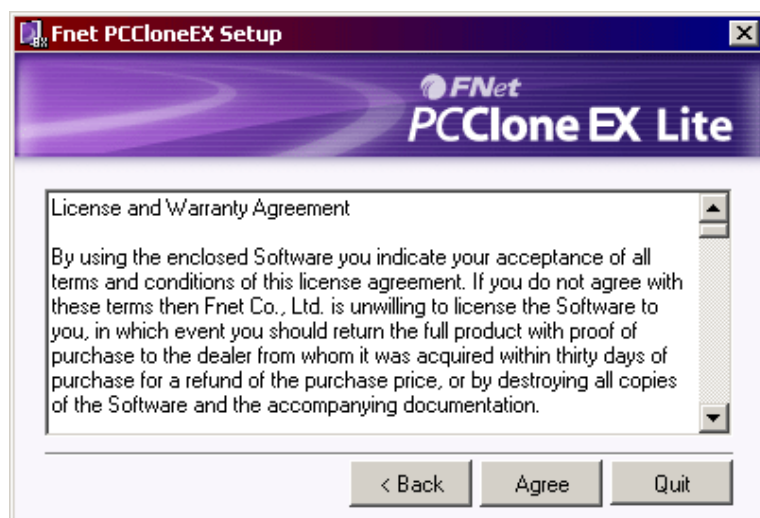 Fnet PCCloneEX Setup
FNet
PCClone EX Lite
License and Warranty Agreement
By using the enclosed Software you indicate your acceptance of all
terms and conditions of this license agreement. If you do not agree with
these terms then Fnet Co., Ltd. is unwilling to license the Software to
you, in which event you should return the full product with proof of
purchase to the dealer from whom it was acquired within thirty days of
purchase for a refund of the purchase price, or by destroying all copies
of the Software and the accompanying documentation.
< Back Agree Quit